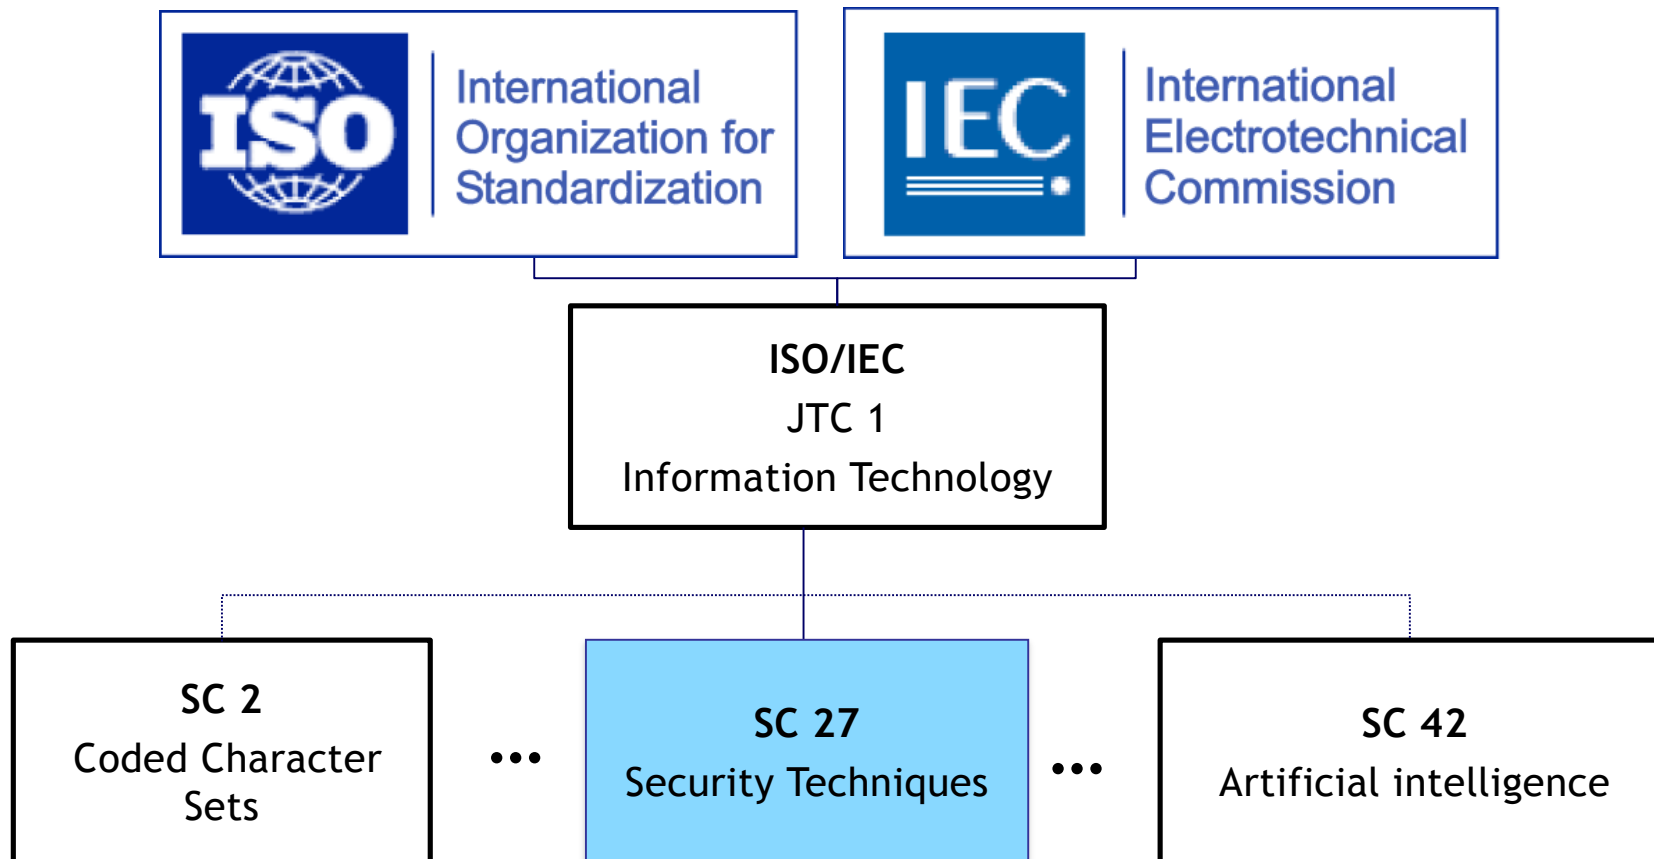 ISO
International
Organization for
Standardization
IEC
International
Electrotechnical
Commission
ISO/IEC
JTC 1
Information Technology
SC 2
Coded Character
Sets
...
SC 27
Security Techniques
...
SC 42
Artificial intelligence